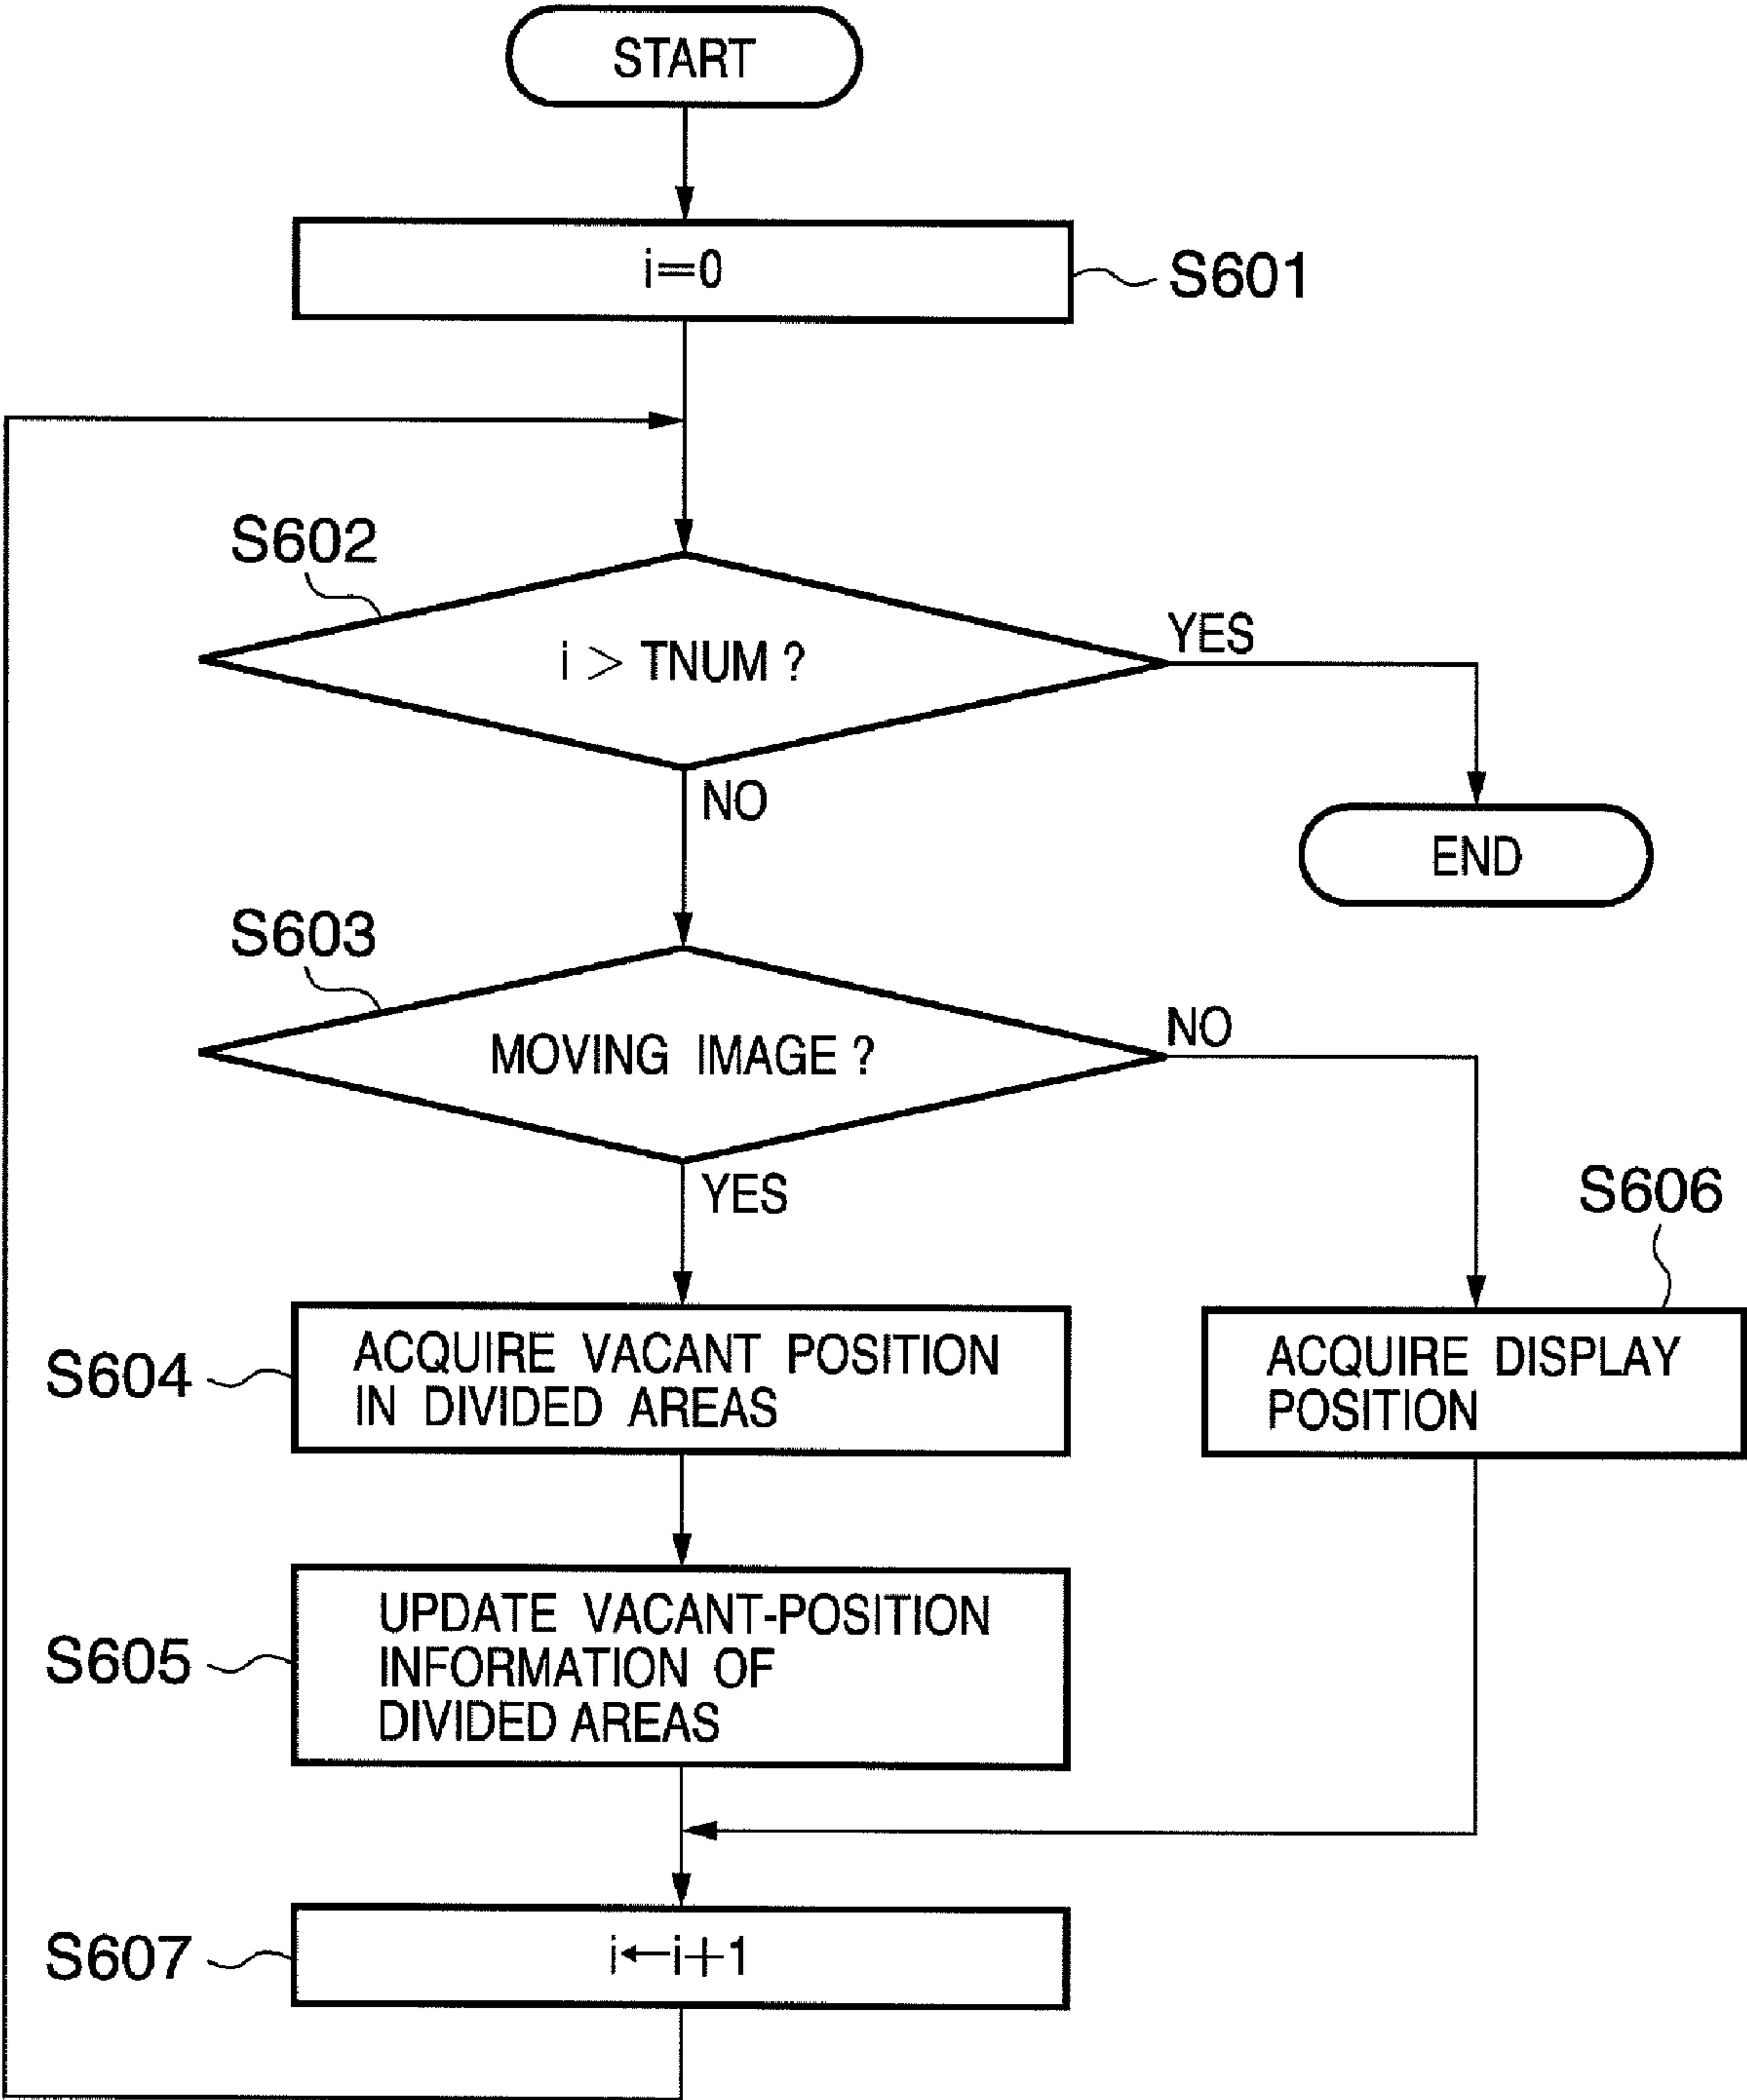 START
i=0
S601
S602
i > TNUM ?
YES
NO
END
S603
MOVING IMAGE ?
NO
YES
S606
S604
ACQUIRE VACANT POSITION
IN DIVIDED AREAS
ACQUIRE DISPLAY
POSITION
S605
UPDATE VACANT-POSITION
INFORMATION OF
DIVIDED AREAS
S607
i←i+1